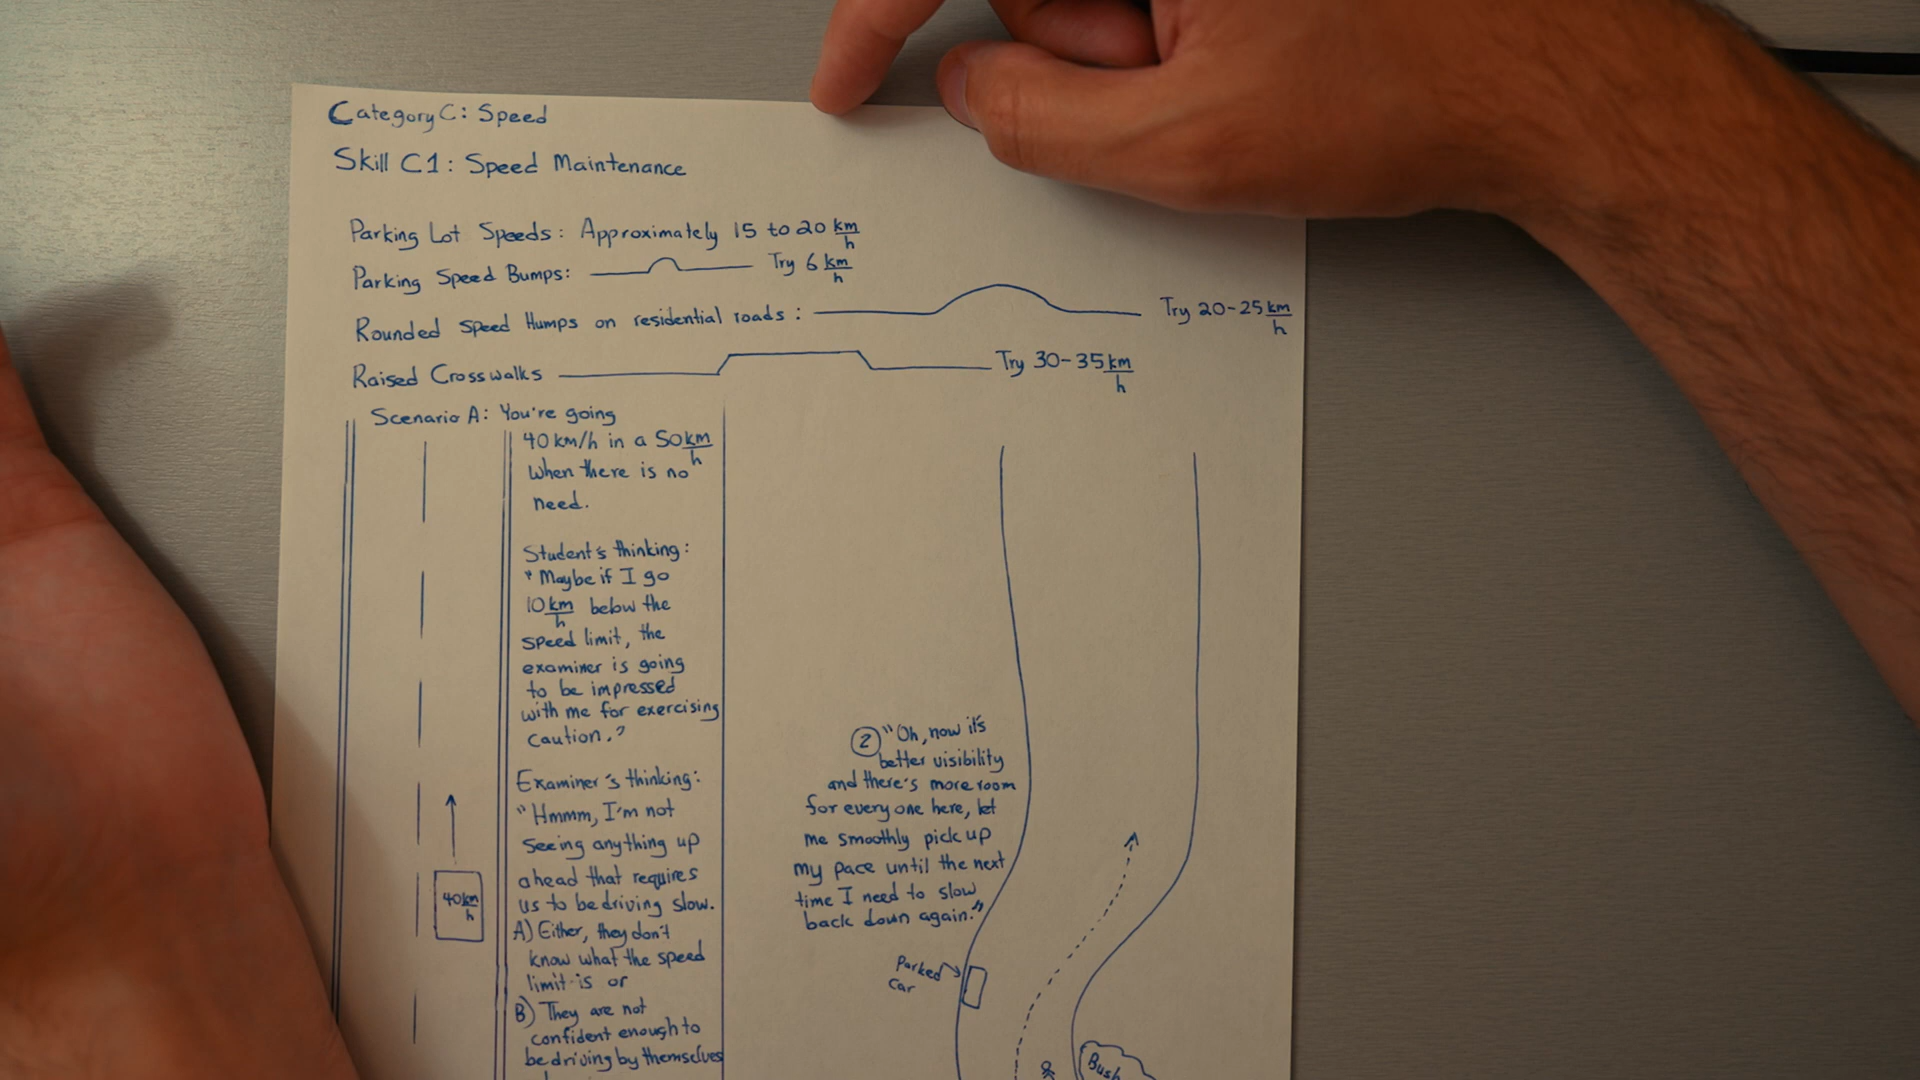 Category C: Speed
Skill C1: Speed Maintenance
Parking Lot Speeds: Approximately 15 to 20 km/h
Parking Speed Bumps: Try 6 km/h
Rounded Speed Humps on residential roads: Try 20-25 km/h
Raised Crosswalks Try 30-35 km/h
Scenario A: You're going
40 km/h in a 50 km/h
when there is no
need.
Student's thinking:
"Maybe if I go
10 km/h below the
speed limit, the
examiner is going
to be impressed
with me for exercising
caution."
Examiner's thinking:
"Hmmm, I'm not
seeing anything up
ahead that requires
us to be driving slow.
A) Either, they don't
know what the speed
limit is or
B) They are not
confident enough to
be driving by themselves
40 km/h
2 "Oh, now it's
better visibility
and there's more room
for everyone here, let
me smoothly pick up
my pace until the next
time I need to slow
back down again."
Parked
Car
Bush